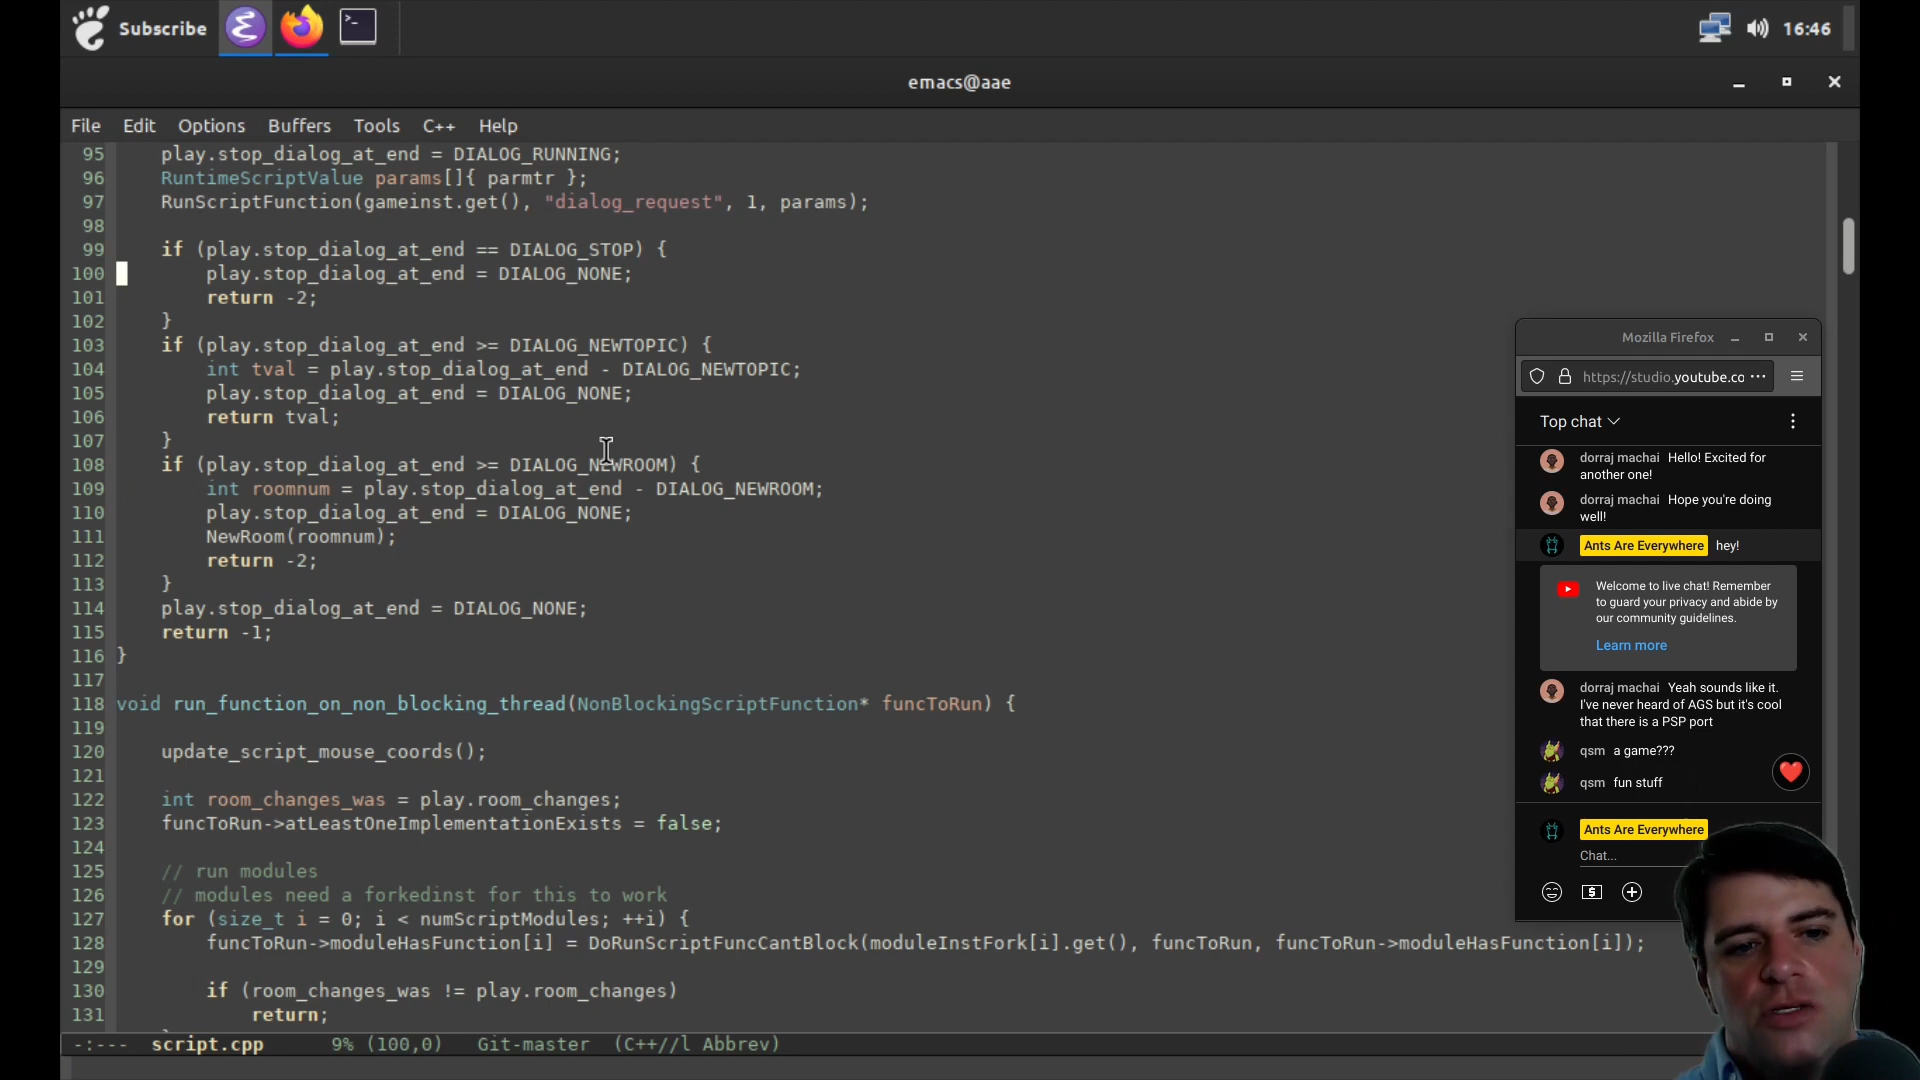 Subscribe
16:46
emacs@aae
File Edit Options Buffers Tools C++ Help
95 play.stop_dialog_at_end = DIALOG_RUNNING;
96 RuntimeScriptValue params[]{ parmtr };
97 RunScriptFunction(gameinst.get(), "dialog_request", 1, params);
98
99 if (play.stop_dialog_at_end == DIALOG_STOP) {
100 play.stop_dialog_at_end = DIALOG_NONE;
101 return -2;
102 }
103 if (play.stop_dialog_at_end >= DIALOG_NEWTOPIC) {
104 int tval = play.stop_dialog_at_end - DIALOG_NEWTOPIC;
105 play.stop_dialog_at_end = DIALOG_NONE;
106 return tval;
107 }
108 if (play.stop_dialog_at_end >= DIALOG_NEWROOM) {
109 int roomnum = play.stop_dialog_at_end - DIALOG_NEWROOM;
110 play.stop_dialog_at_end = DIALOG_NONE;
111 NewRoom(roomnum);
112 return -2;
113 }
114 play.stop_dialog_at_end = DIALOG_NONE;
115 return -1;
116 }
117
118 void run_function_on_non_blocking_thread(NonBlockingScriptFunction* funcToRun) {
119
120 update_script_mouse_coords();
121
122 int room_changes_was = play.room_changes;
123 funcToRun->atLeastOneImplementationExists = false;
124
125 // run modules
126 // modules need a forkedinst for this to work
127 for (size_t i = 0; i < numScriptModules; ++i) {
128 funcToRun->moduleHasFunction[i] = DoRunScriptFuncCantBlock(moduleInstFork[i].get(), funcToRun, funcToRun->moduleHasFunction[i]);
129
130 if (room_changes_was != play.room_changes)
131 return;
-:--- script.cpp 9% (100,0) Git-master (C++//l Abbrev)
Mozilla Firefox
https://studio.youtube.co
Top chat
dorraj machai Hello! Excited for
another one!
dorraj machai Hope you're doing
well!
Ants Are Everywhere hey!
Welcome to live chat! Remember
to guard your privacy and abide by
our community guidelines.
Learn more
dorraj machai Yeah sounds like it.
I've never heard of AGS but it's cool
that there is a PSP port
qsm a game???
qsm fun stuff
Ants Are Everywhere
Chat...